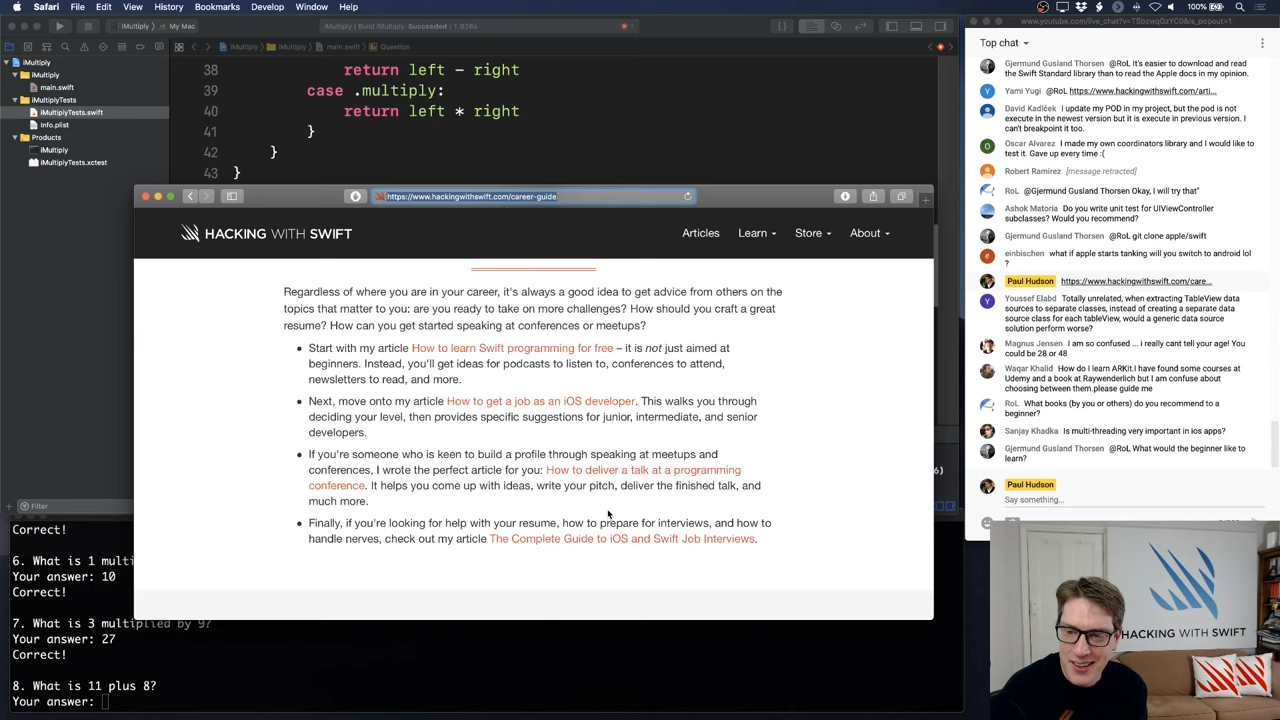 Safari File Edit View History Bookmarks Develop Window Help
100%
iMultiply
My Mac
iMultiply | Build iMultiply: Succeeded | 1.926s
www.youtube.com/live_chat?v=TSbzwqGzYC0&is_popout=1
iMultiply
iMultiply
main.swift
iMultiplyTests
iMultiplyTests.swift
Info.plist
Products
iMultiply
iMultiplyTests.xctest
Filter
iMultiply
iMultiply
main.swift
Question
38 return left - right
39 case .multiply:
40 return left * right
41 }
42 }
43 }
https://www.hackingwithswift.com/career-guide
HACKING WITH SWIFT
Articles Learn Store About
Regardless of where you are in your career, it's always a good idea to get advice from others on the
topics that matter to you: are you ready to take on more challenges? How should you craft a great
resume? How can you get started speaking at conferences or meetups?
• Start with my article How to learn Swift programming for free – it is not just aimed at
beginners. Instead, you'll get ideas for podcasts to listen to, conferences to attend,
newsletters to read, and more.
• Next, move onto my article How to get a job as an iOS developer. This walks you through
deciding your level, then provides specific suggestions for junior, intermediate, and senior
developers.
• If you're someone who is keen to build a profile through speaking at meetups and
conferences, I wrote the perfect article for you: How to deliver a talk at a programming
conference. It helps you come up with ideas, write your pitch, deliver the finished talk, and
much more.
• Finally, if you're looking for help with your resume, how to prepare for interviews, and how to
handle nerves, check out my article The Complete Guide to iOS and Swift Job Interviews.
Correct!
6. What is 1 multi
Your answer: 10
Correct!
7. What is 3 multiplied by 9?
Your answer: 27
Correct!
8. What is 11 plus 8?
Your answer:
Top chat
Gjermund Gusland Thorsen @RoL It's easier to download and read
the Swift Standard library than to read the Apple docs in my opinion.
Yami Yugi @RoL https://www.hackingwithswift.com/arti...
David Kadlček I update my POD in my project, but the pod is not
execute in the newest version but it is execute in previous version. I
can't breakpoint it too.
Oscar Alvarez I made my own coordinators library and I would like to
test it. Gave up every time :(
Robert Ramirez [message retracted]
RoL @Gjermund Gusland Thorsen Okay, I will try that"
Ashok Matoria Do you write unit test for UIViewController
subclasses? Would you recommend?
Gjermund Gusland Thorsen @RoL git clone apple/swift
einbischen what if apple starts tanking will you switch to android lol
?
Paul Hudson https://www.hackingwithswift.com/care...
Youssef Elabd Totally unrelated, when extracting TableView data
sources to separate classes, instead of creating a separate data
source class for each tableView, would a generic data source
solution perform worse?
Magnus Jensen I am so confused ... i really cant tell your age! You
could be 28 or 48
Waqar Khalid How do I learn ARKit.I have found some courses at
Udemy and a book at Raywenderlich but I am confuse about
choosing between them.please guide me
RoL What books (by you or others) do you recommend to a
beginner?
Sanjay Khadka Is multi-threading very important in ios apps?
Gjermund Gusland Thorsen @RoL What would the beginner like to
learn?
Paul Hudson
Say something...
HACKING WITH SWIFT